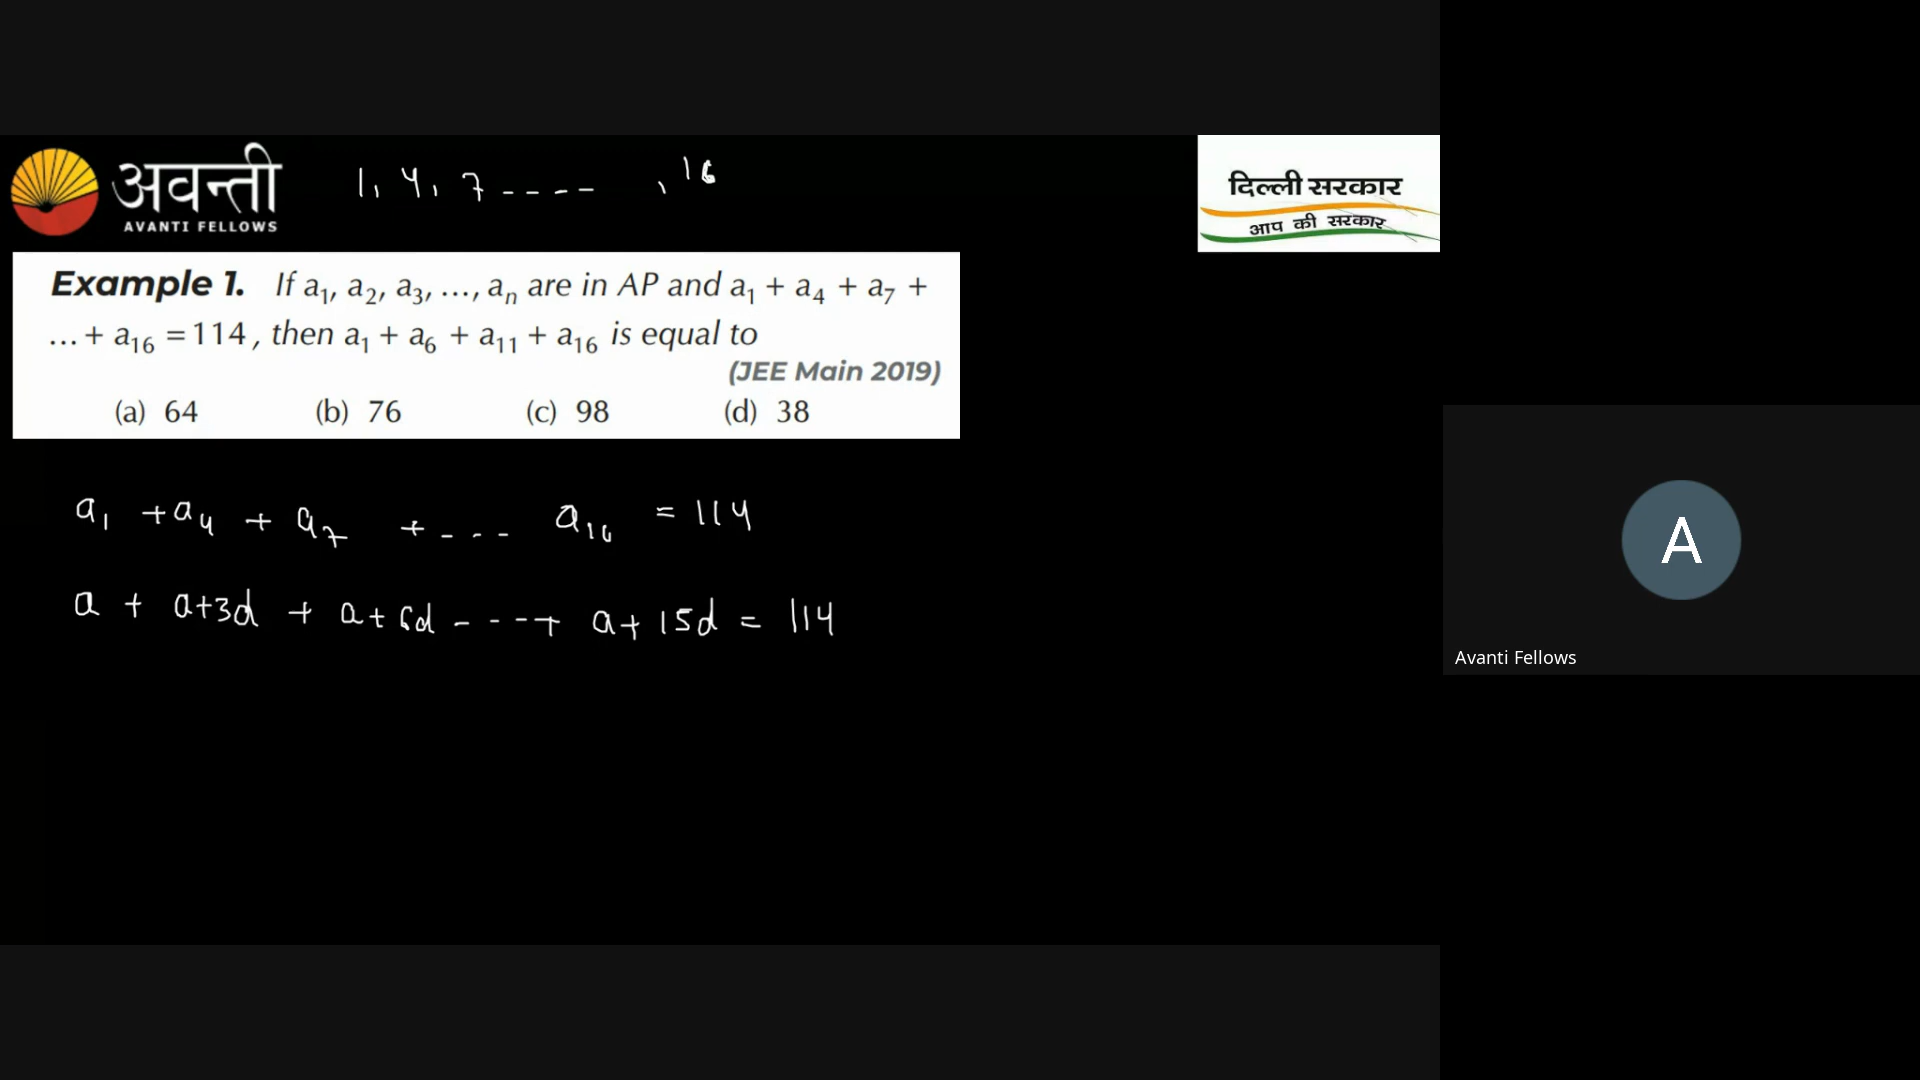 अवन्ती
AVANTI FELLOWS
1, 4, 7 ---- , 16
दिल्ली सरकार
आप की सरकार
Example 1. If a₁, a₂, a₃, ..., aₙ are in AP and a₁ + a₄ + a₇ +
... + a₁₆ = 114, then a₁ + a₆ + a₁₁ + a₁₆ is equal to
(JEE Main 2019)
(a) 64 (b) 76 (c) 98 (d) 38
a₁ + a₄ + a₇ + --- a₁₆ = 114
a + a+3d + a+6d ---- + a+15d = 114
A
Avanti Fellows